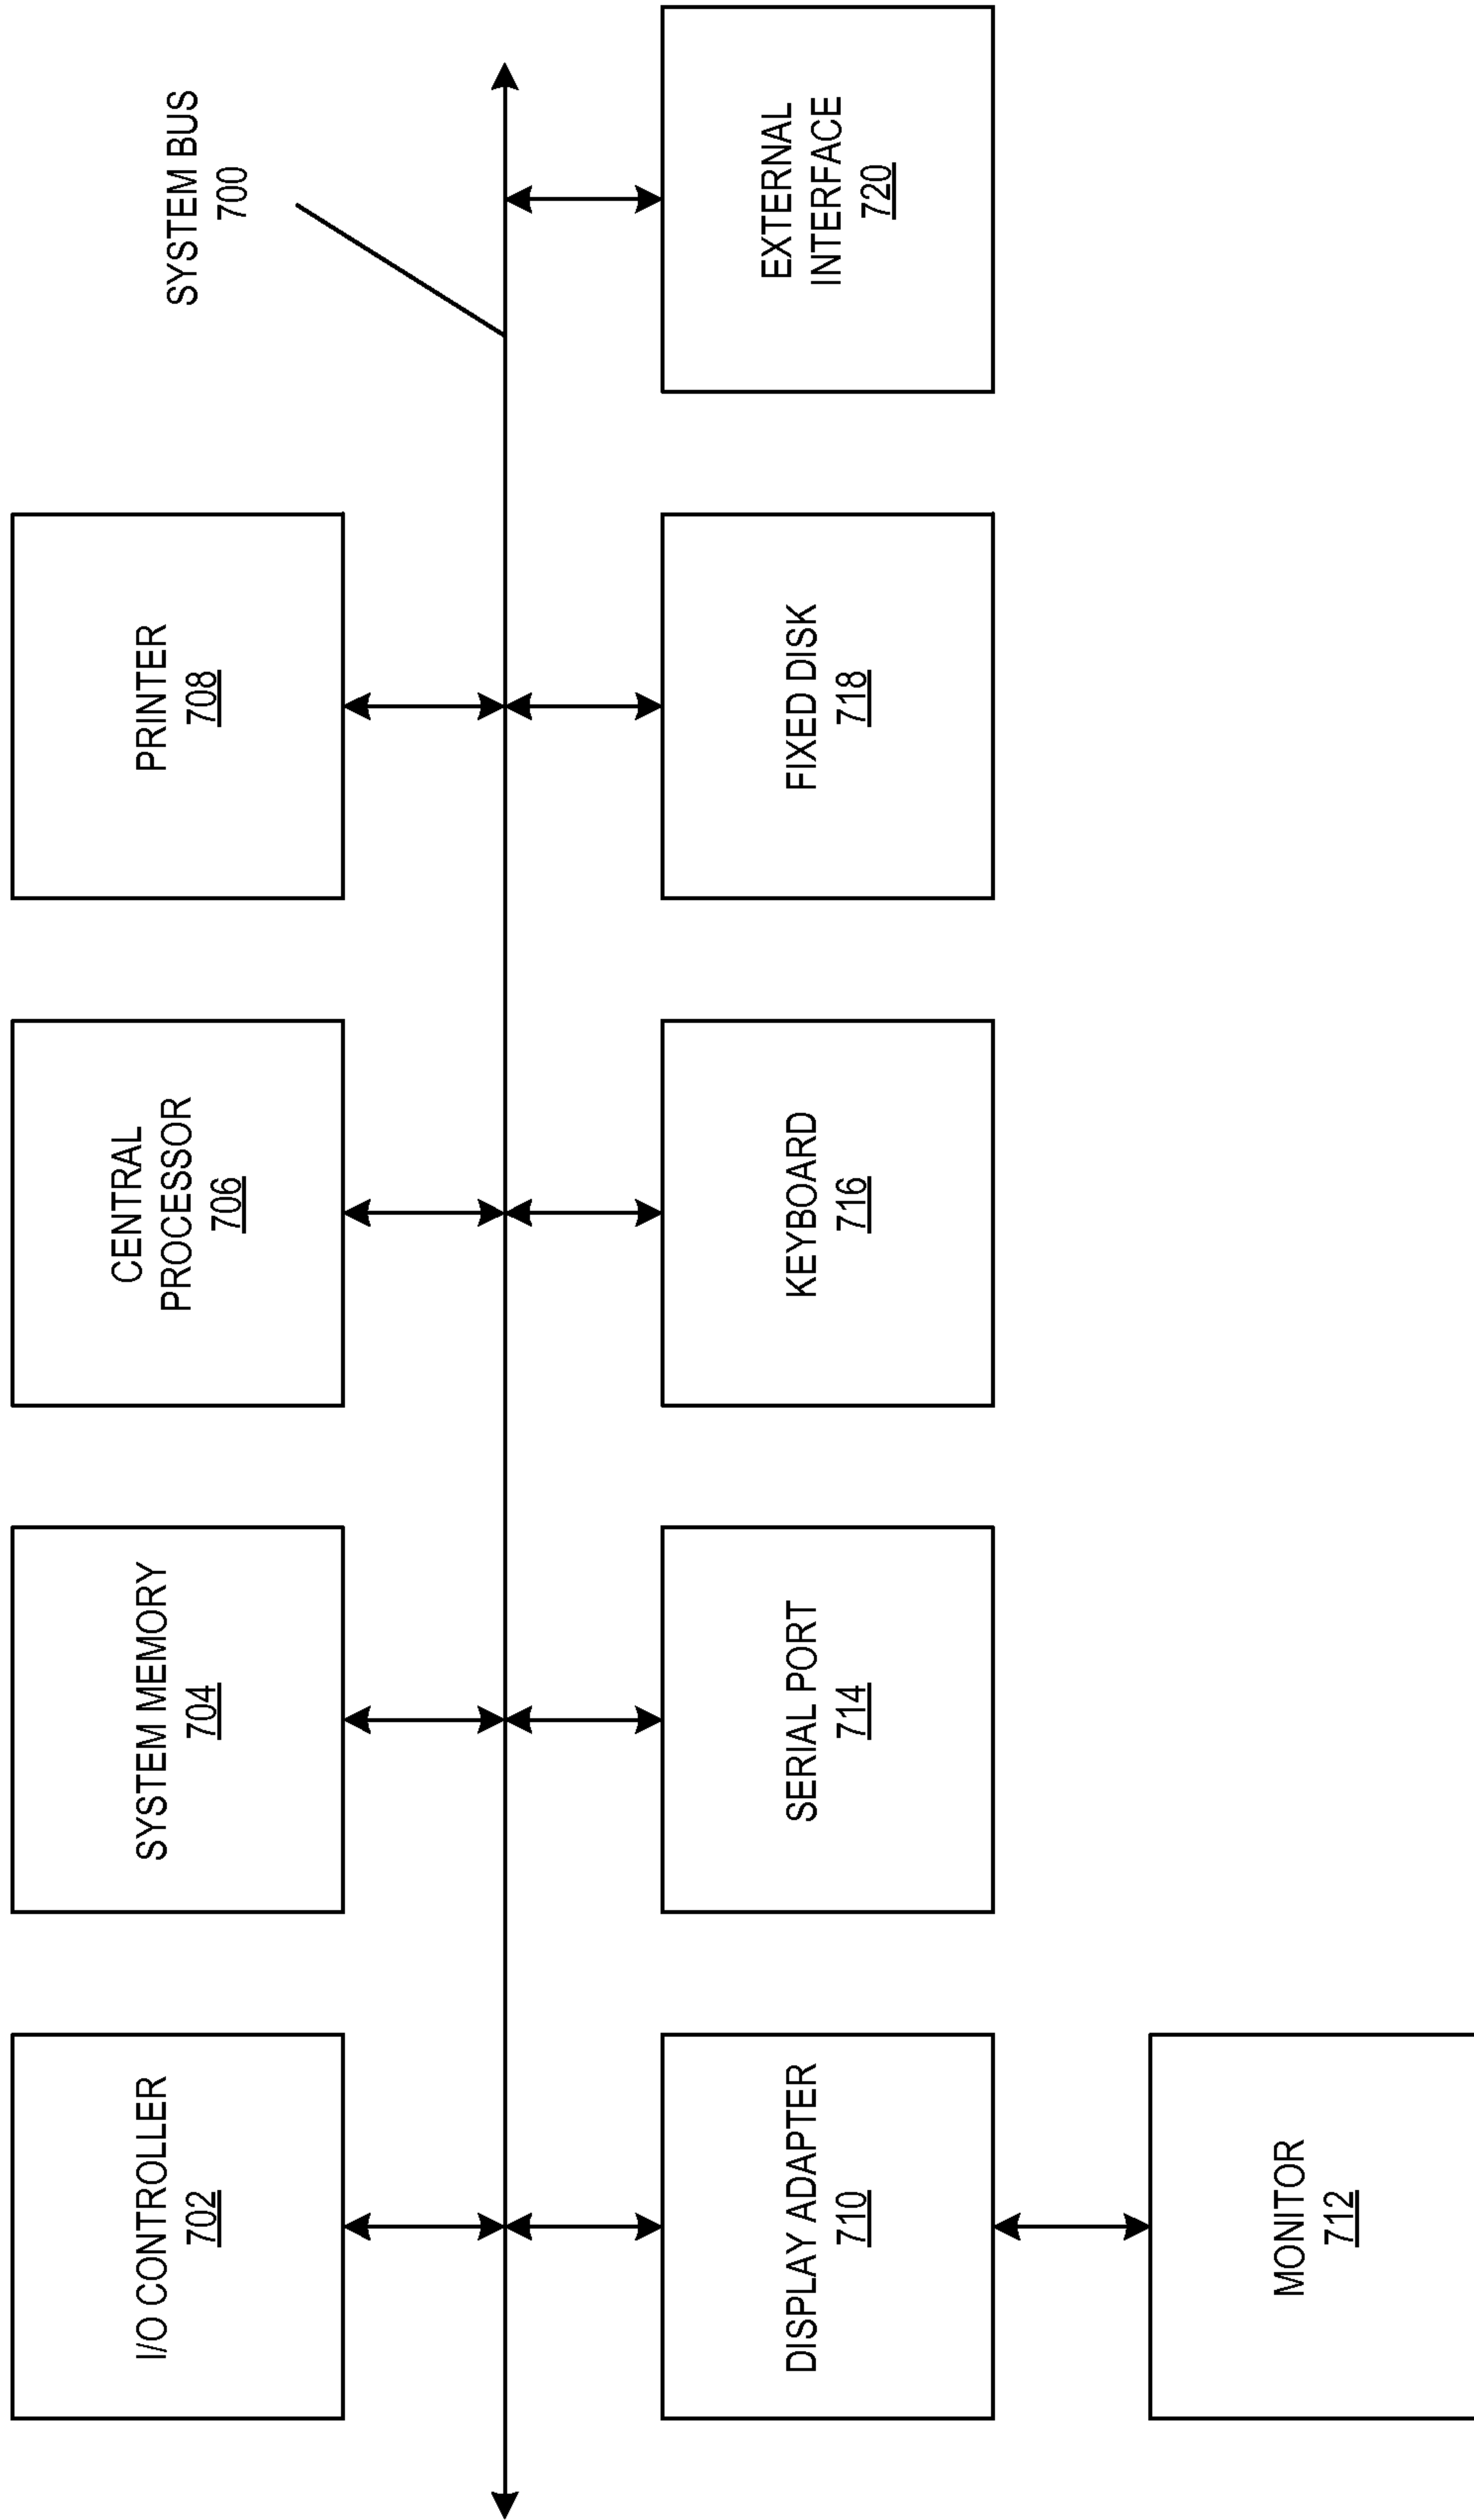 I/O CONTROLLER
702
SYSTEM MEMORY
704
CENTRAL
PROCESSOR
706
PRINTER
708
SYSTEM BUS
700
DISPLAY ADAPTER
710
SERIAL PORT
714
KEYBOARD
716
FIXED DISK
718
EXTERNAL
INTERFACE
720
MONITOR
712